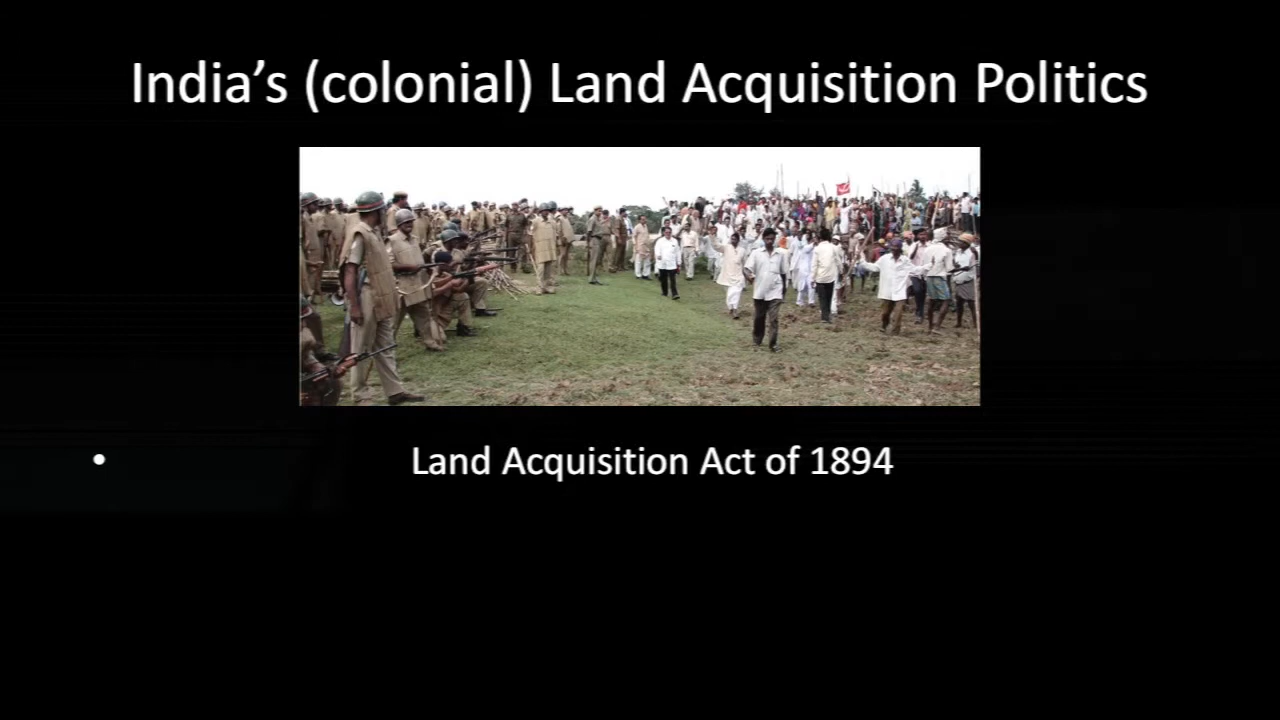 India’s (colonial) Land Acquisition Politics
• Land Acquisition Act of 1894